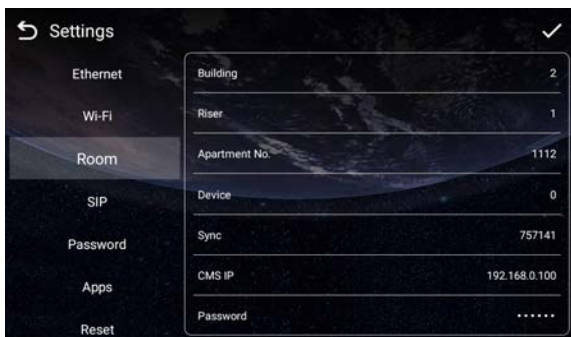 Settings
Ethernet
Wi-Fi
Room
SIP
Password
Apps
Reset
Building 2
Riser 1
Apartment No. 1112
Device 0
Sync 757141
CMS IP 192.168.0.100
Password ······